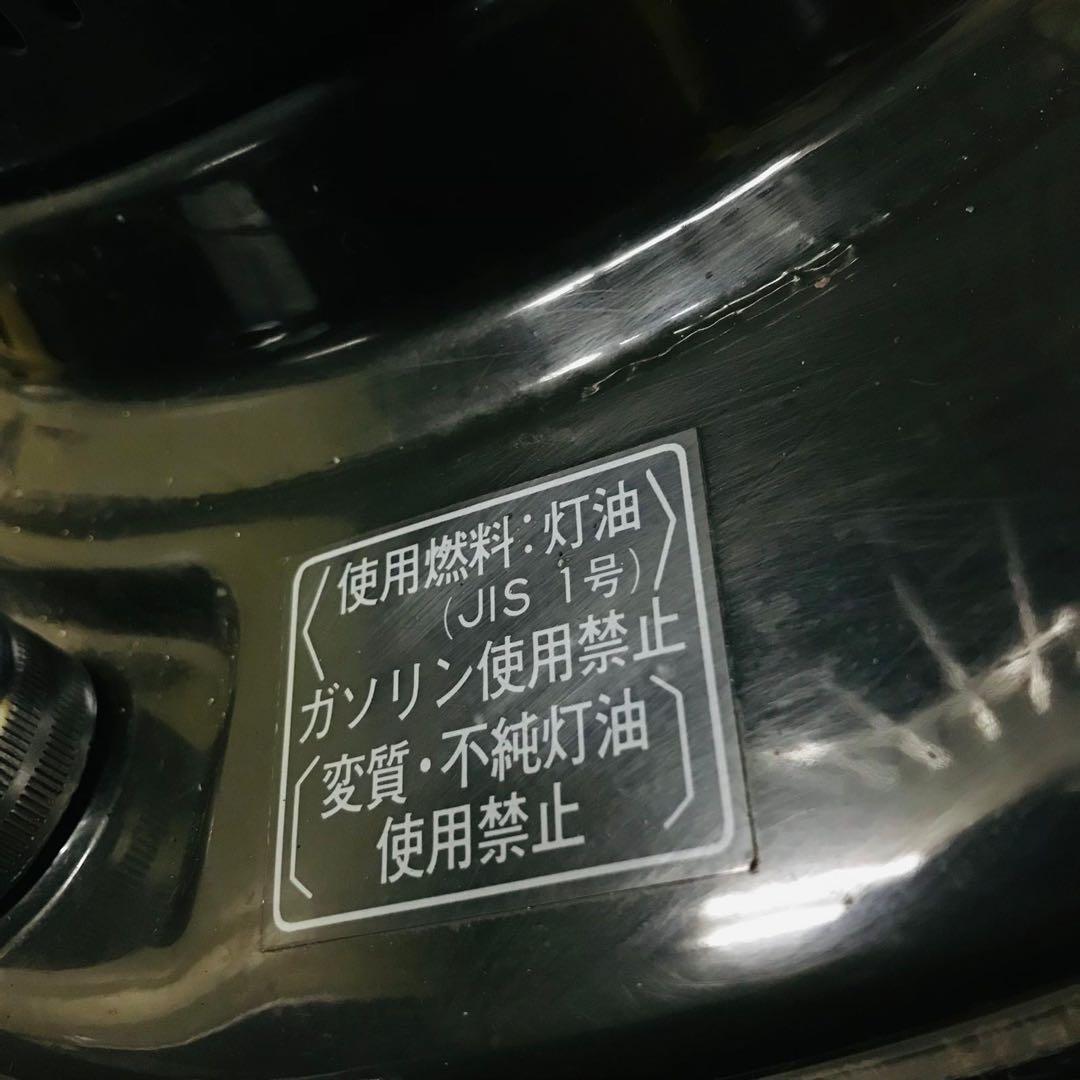 〈使用燃料：灯油〉
(JIS 1号)
ガソリン使用禁止
〔変質・不純灯油〕
使用禁止